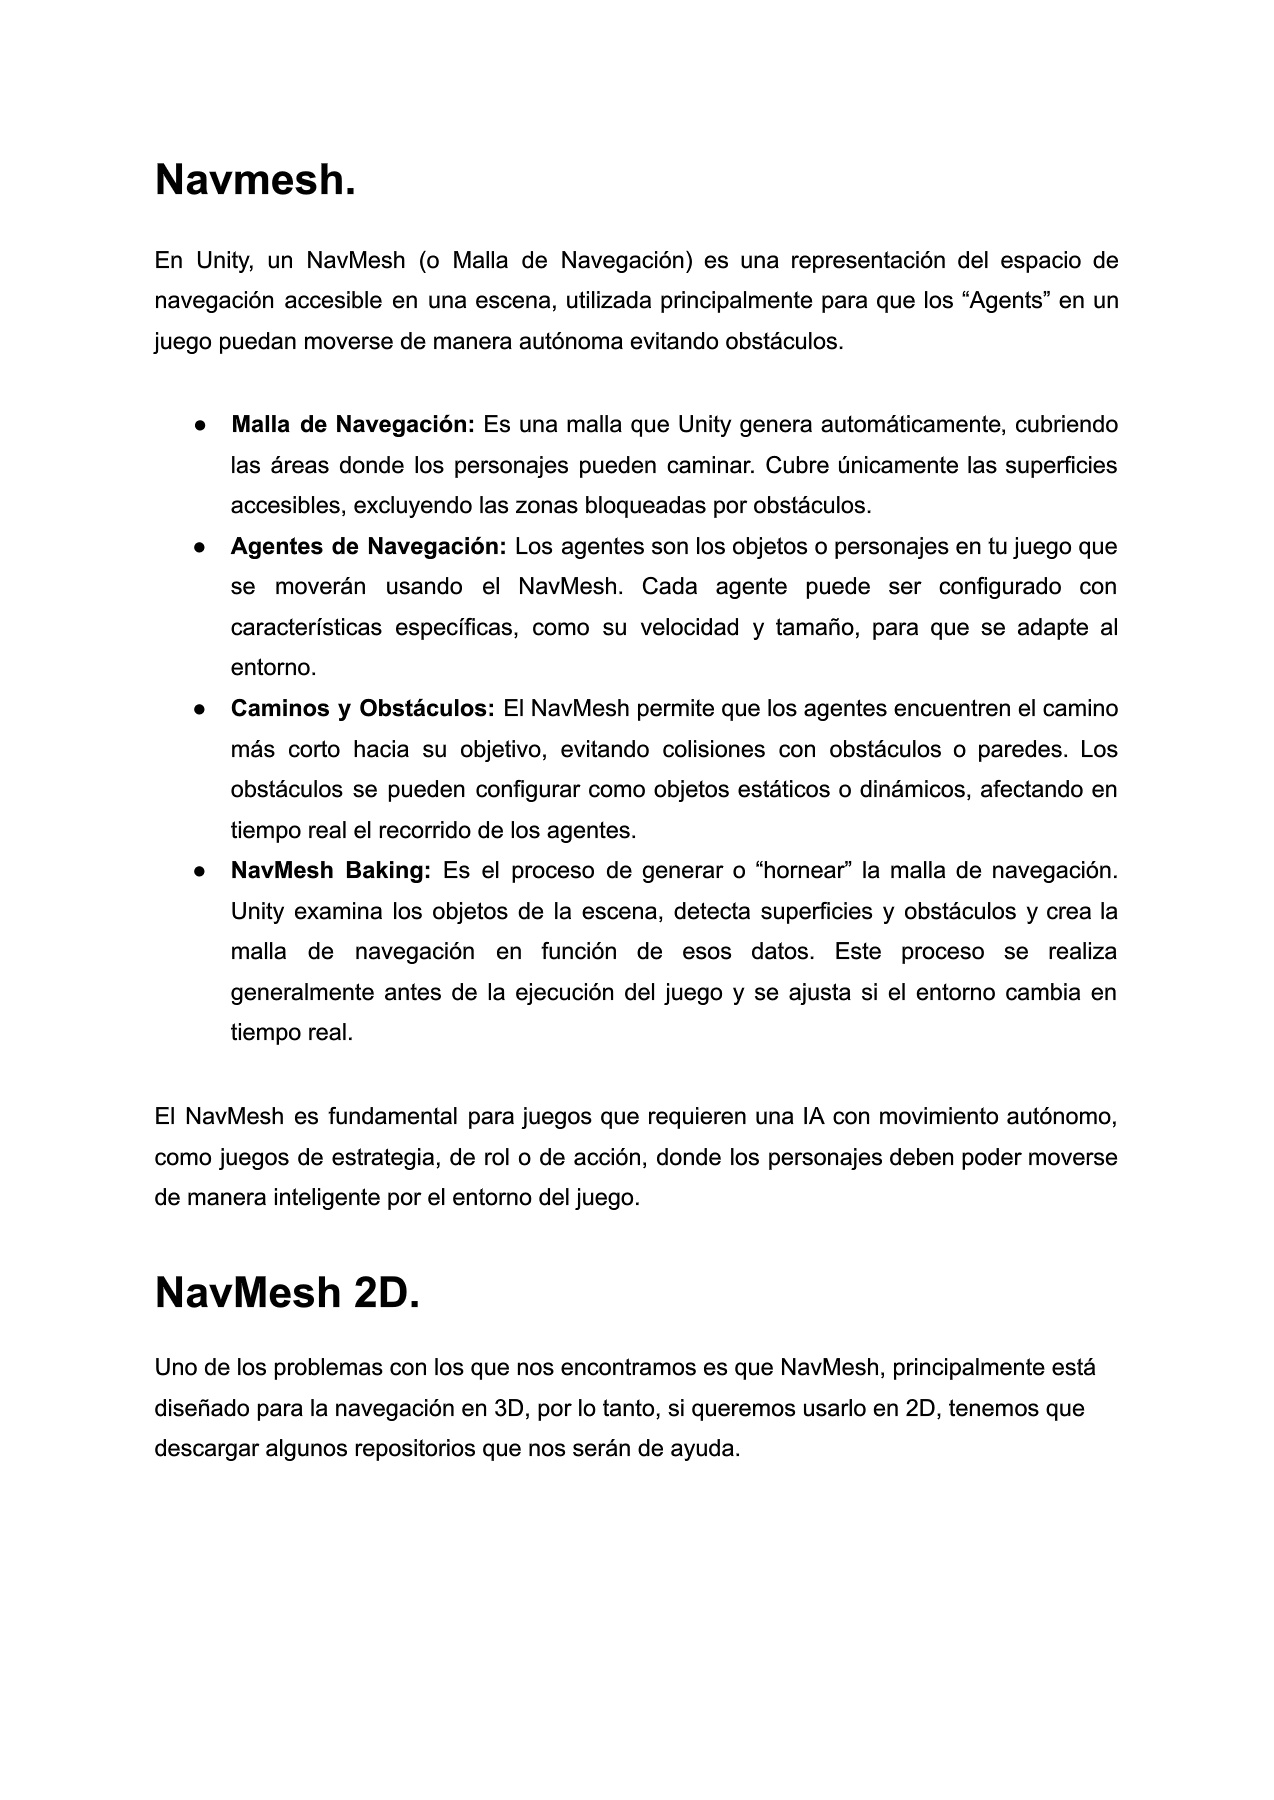 Navmesh.
En Unity, un NavMesh (o Malla de Navegación) es una representación del espacio de
navegación accesible en una escena, utilizada principalmente para que los “Agents” en un
juego puedan moverse de manera autónoma evitando obstáculos.
● Malla de Navegación: Es una malla que Unity genera automáticamente, cubriendo
las áreas donde los personajes pueden caminar. Cubre únicamente las superficies
accesibles, excluyendo las zonas bloqueadas por obstáculos.
● Agentes de Navegación: Los agentes son los objetos o personajes en tu juego que
se moverán usando el NavMesh. Cada agente puede ser configurado con
características específicas, como su velocidad y tamaño, para que se adapte al
entorno.
● Caminos y Obstáculos: El NavMesh permite que los agentes encuentren el camino
más corto hacia su objetivo, evitando colisiones con obstáculos o paredes. Los
obstáculos se pueden configurar como objetos estáticos o dinámicos, afectando en
tiempo real el recorrido de los agentes.
● NavMesh Baking: Es el proceso de generar o “hornear” la malla de navegación.
Unity examina los objetos de la escena, detecta superficies y obstáculos y crea la
malla de navegación en función de esos datos. Este proceso se realiza
generalmente antes de la ejecución del juego y se ajusta si el entorno cambia en
tiempo real.
El NavMesh es fundamental para juegos que requieren una IA con movimiento autónomo,
como juegos de estrategia, de rol o de acción, donde los personajes deben poder moverse
de manera inteligente por el entorno del juego.
NavMesh 2D.
Uno de los problemas con los que nos encontramos es que NavMesh, principalmente está
diseñado para la navegación en 3D, por lo tanto, si queremos usarlo en 2D, tenemos que
descargar algunos repositorios que nos serán de ayuda.